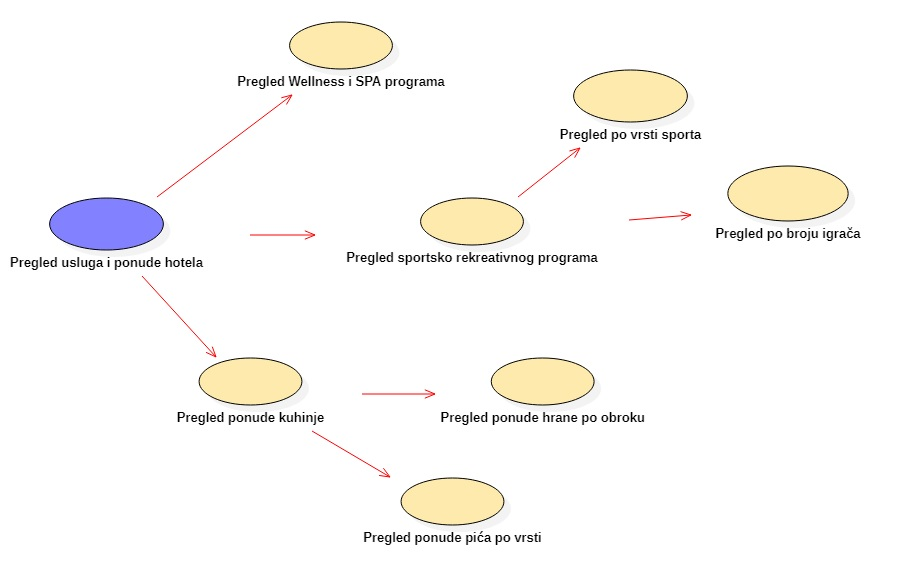 Pregled Wellness i SPA programa
Pregled po vrsti sporta
Pregled po broju igrača
Pregled usluga i ponude hotela
Pregled sportsko rekreativnog programa
Pregled ponude kuhinje
Pregled ponude hrane po obroku
Pregled ponude pića po vrsti